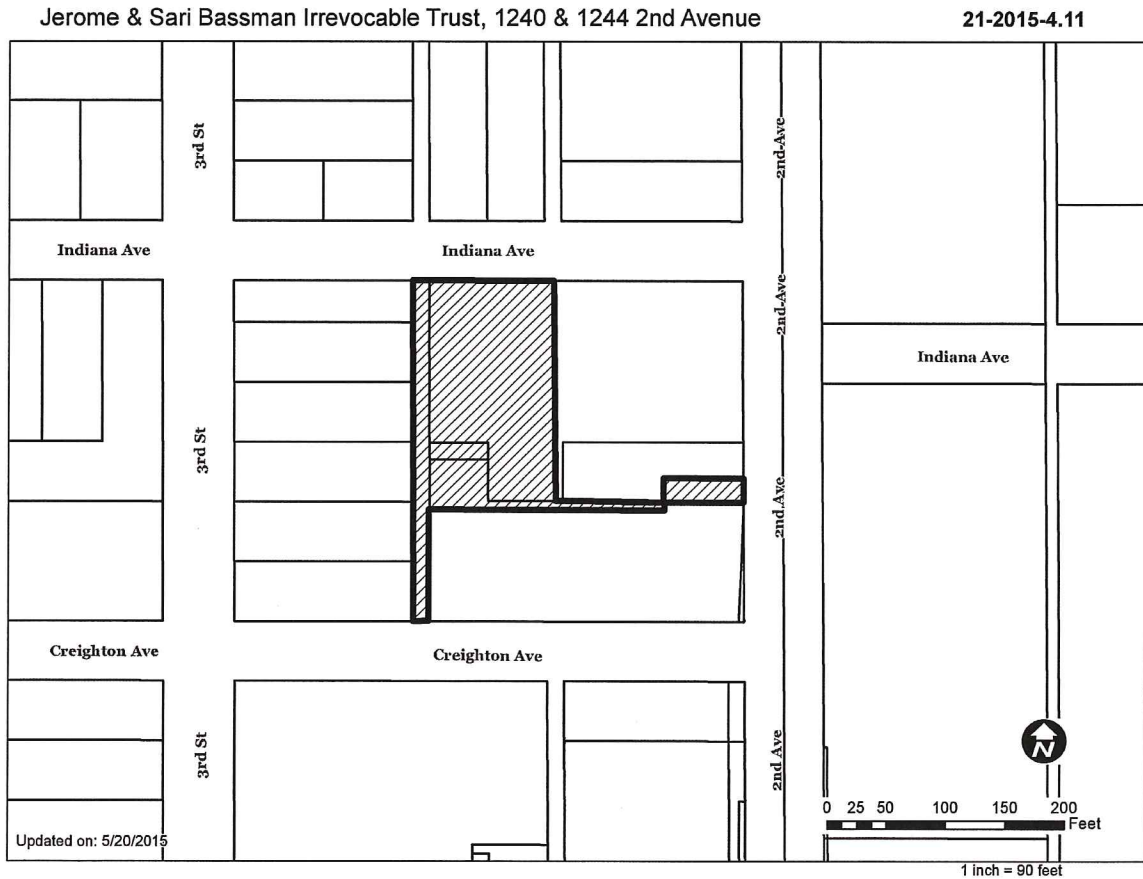 Jerome & Sari Bassman Irrevocable Trust, 1240 & 1244 2nd Avenue
21-2015-4.11
3rd St
2nd-Ave
Indiana Ave
Indiana Ave
2nd-Ave
Indiana Ave
3rd St
2nd Ave
Creighton Ave
Creighton Ave
3rd St
2nd Ave
N
0 25 50 100 150 200
Feet
Updated on: 5/20/2015
1 inch = 90 feet